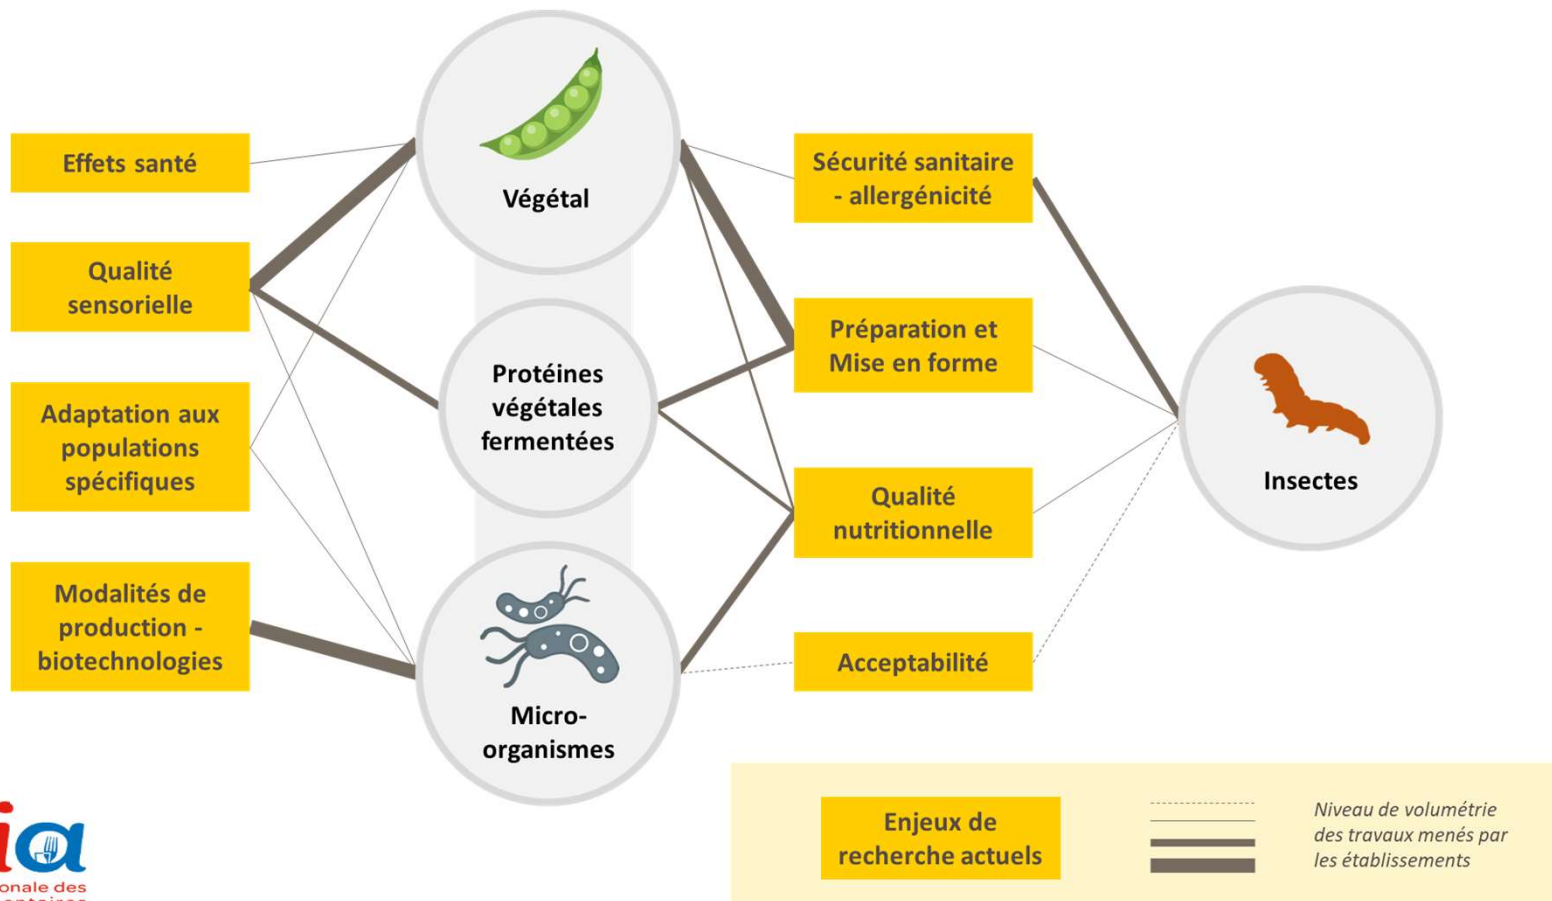 Effets santé
Qualité
sensorielle
Adaptation aux
populations
spécifiques
Modalités de
production -
biotechnologies
Végétal
Protéines
végétales
fermentées
Micro-
organismes
Sécurité sanitaire
- allergénicité
Préparation et
Mise en forme
Qualité
nutritionnelle
Acceptabilité
Insectes
Enjeux de
recherche actuels
Niveau de volumétrie
des travaux menés par
les établissements
ia
onale des